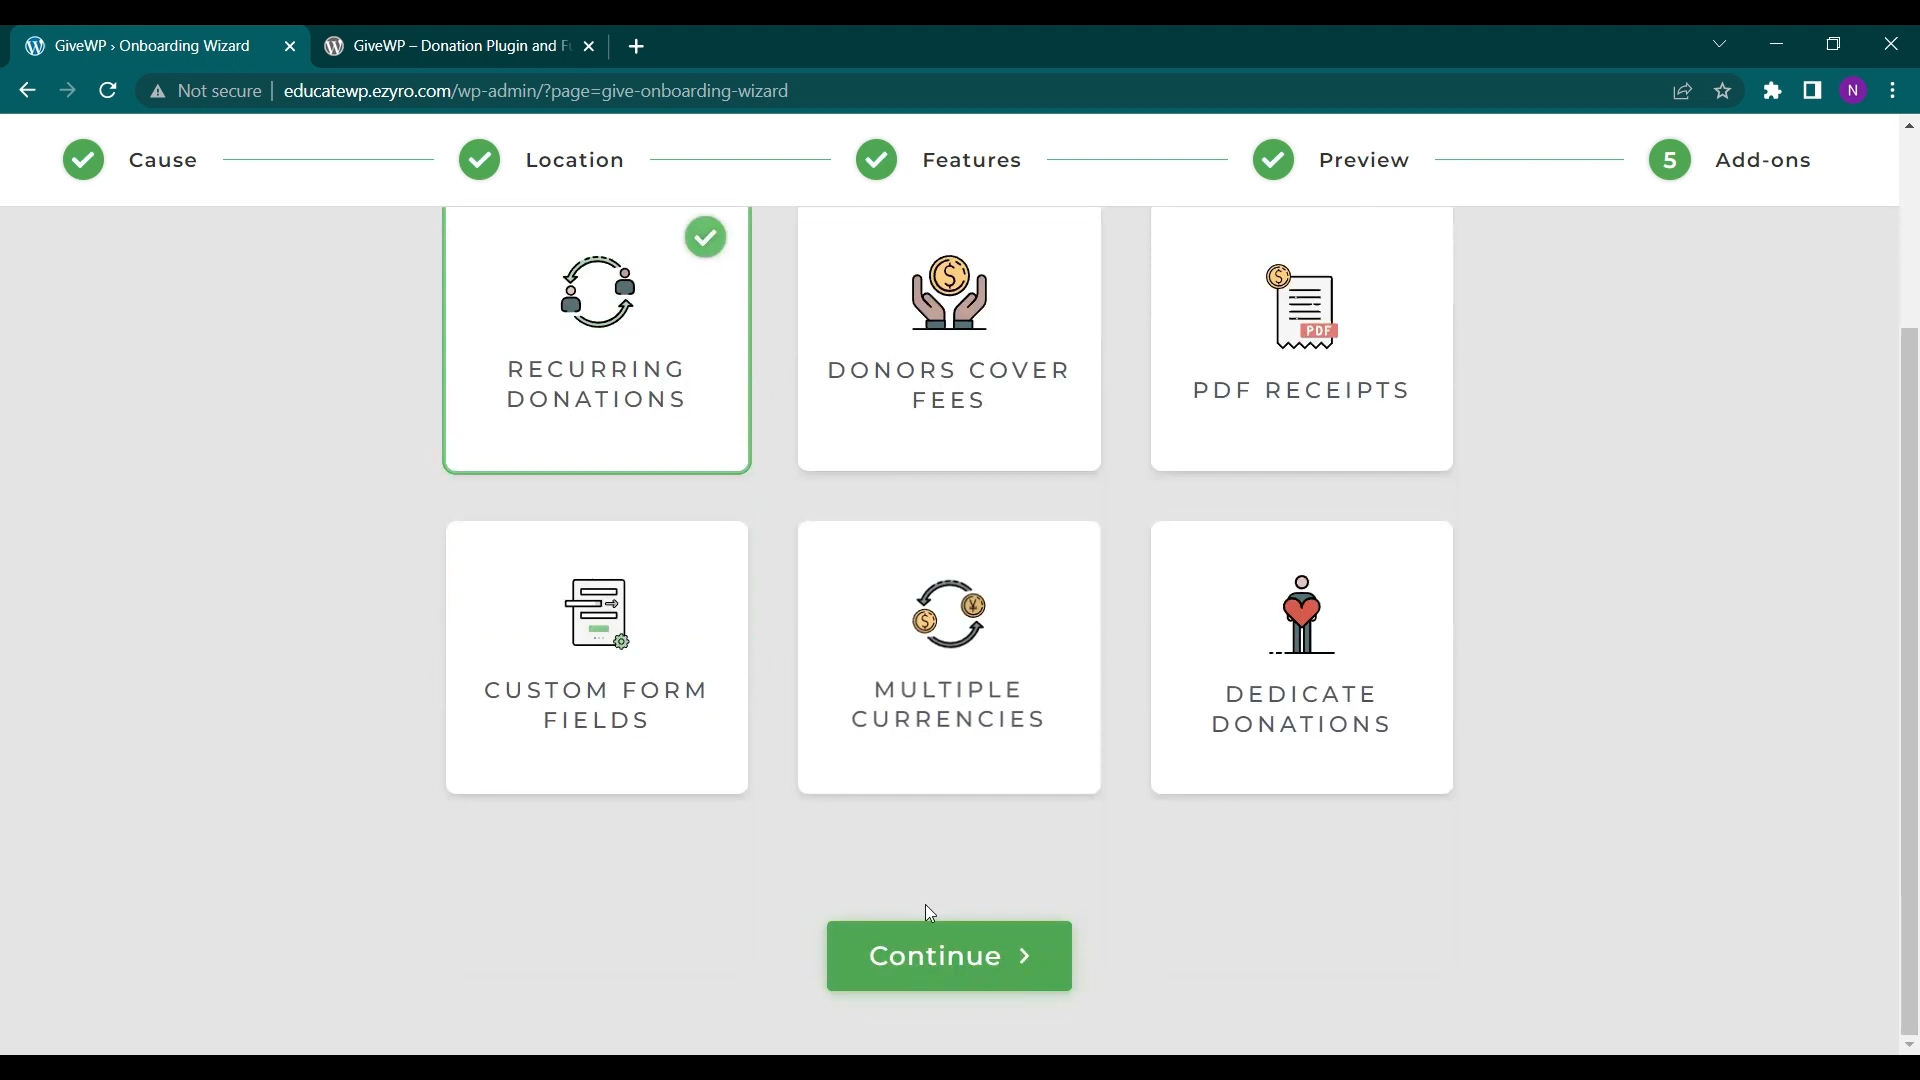 GiveWP › Onboarding Wizard
GiveWP – Donation Plugin and
Not secure
educatewp.ezyro.com/wp-admin/?page=give-onboarding-wizard
N
Cause
Location
Features
Preview
5
Add-ons
RECURRING
DONATIONS
$
DONORS COVER
FEES
$
PDF
PDF RECEIPTS
CUSTOM FORM
FIELDS
$
¥
MULTIPLE
CURRENCIES
DEDICATE
DONATIONS
Continue